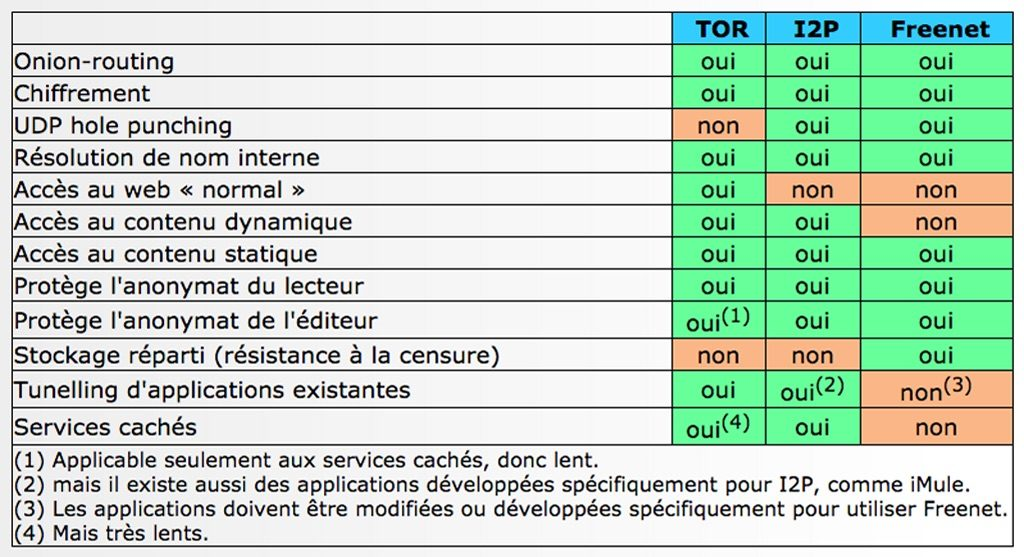 TOR I2P Freenet
Onion-routing oui oui oui
Chiffrement oui oui oui
UDP hole punching non oui oui
Résolution de nom interne oui oui oui
Accès au web « normal » oui non non
Accès au contenu dynamique oui oui non
Accès au contenu statique oui oui oui
Protège l'anonymat du lecteur oui oui oui
Protège l'anonymat de l'éditeur oui(1) oui oui
Stockage réparti (résistance à la censure) non non oui
Tunelling d'applications existantes oui oui(2) non(3)
Services cachés oui(4) oui non
(1) Applicable seulement aux services cachés, donc lent.
(2) mais il existe aussi des applications développées spécifiquement pour I2P, comme iMule.
(3) Les applications doivent être modifiées ou développées spécifiquement pour utiliser Freenet.
(4) Mais très lents.